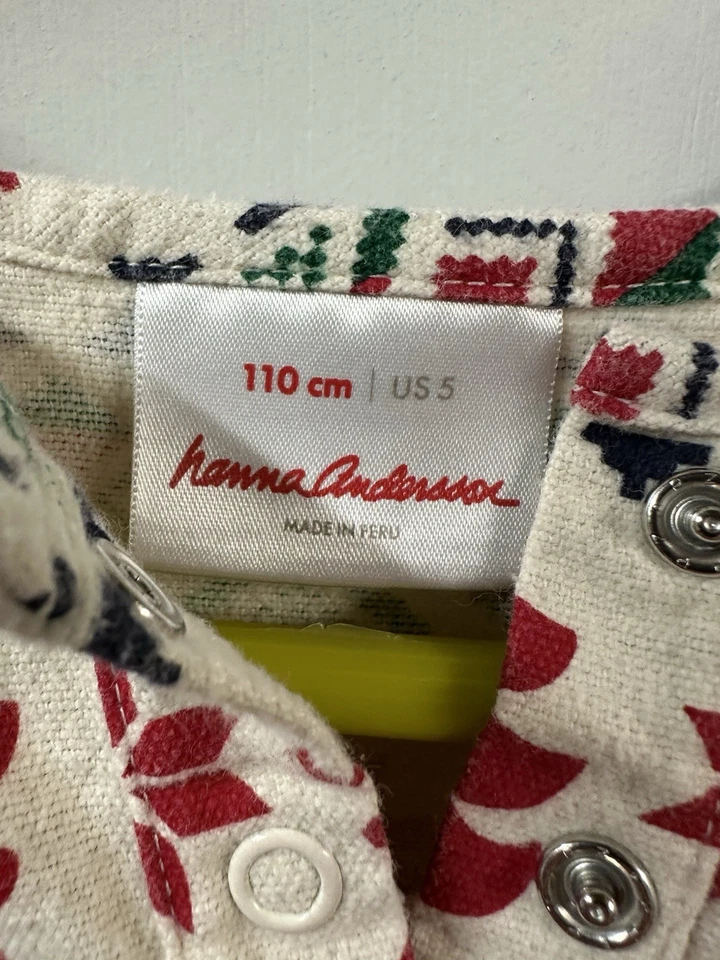 110 cm | US 5
hanna Andersson
MADE IN PERU